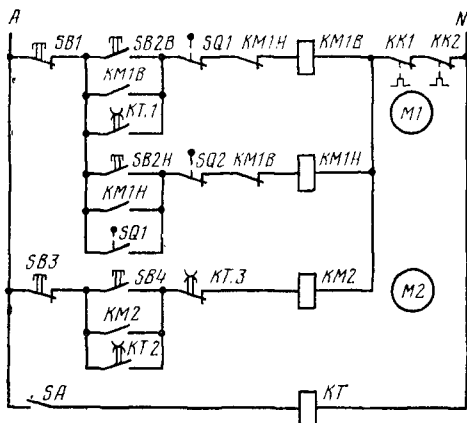 A N
SB1 SB2B SQ1 KM1H KM1B KK1 KK2
KM1B
KT.1
M1
SB2H SQ2 KM1B KM1H
KM1H
SQ1
SB3 SB4 KT.3 KM2 M2
KM2
KT2
SA KT